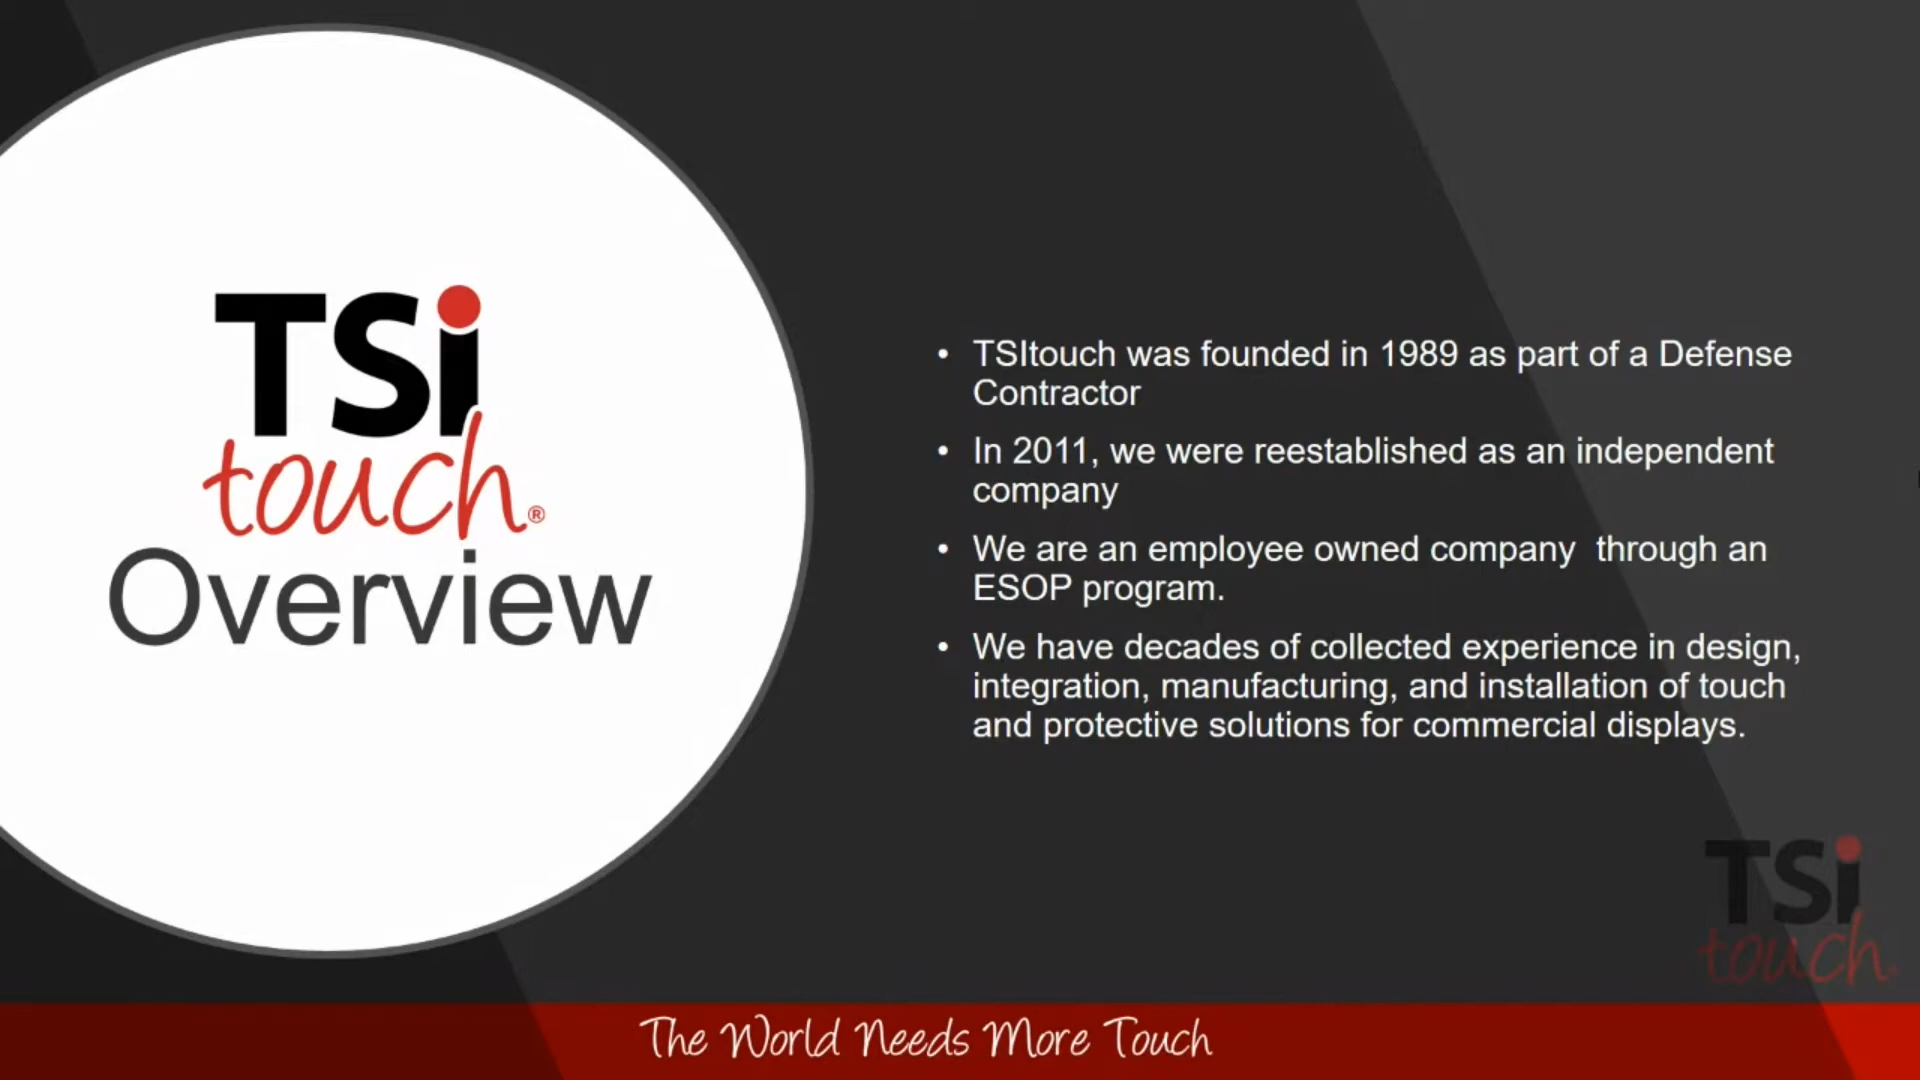 TSi
touch®
Overview
• TSItouch was founded in 1989 as part of a Defense
Contractor
• In 2011, we were reestablished as an independent
company
• We are an employee owned company  through an
ESOP program.
• We have decades of collected experience in design,
integration, manufacturing, and installation of touch
and protective solutions for commercial displays.
TSi
touch
The World Needs More Touch